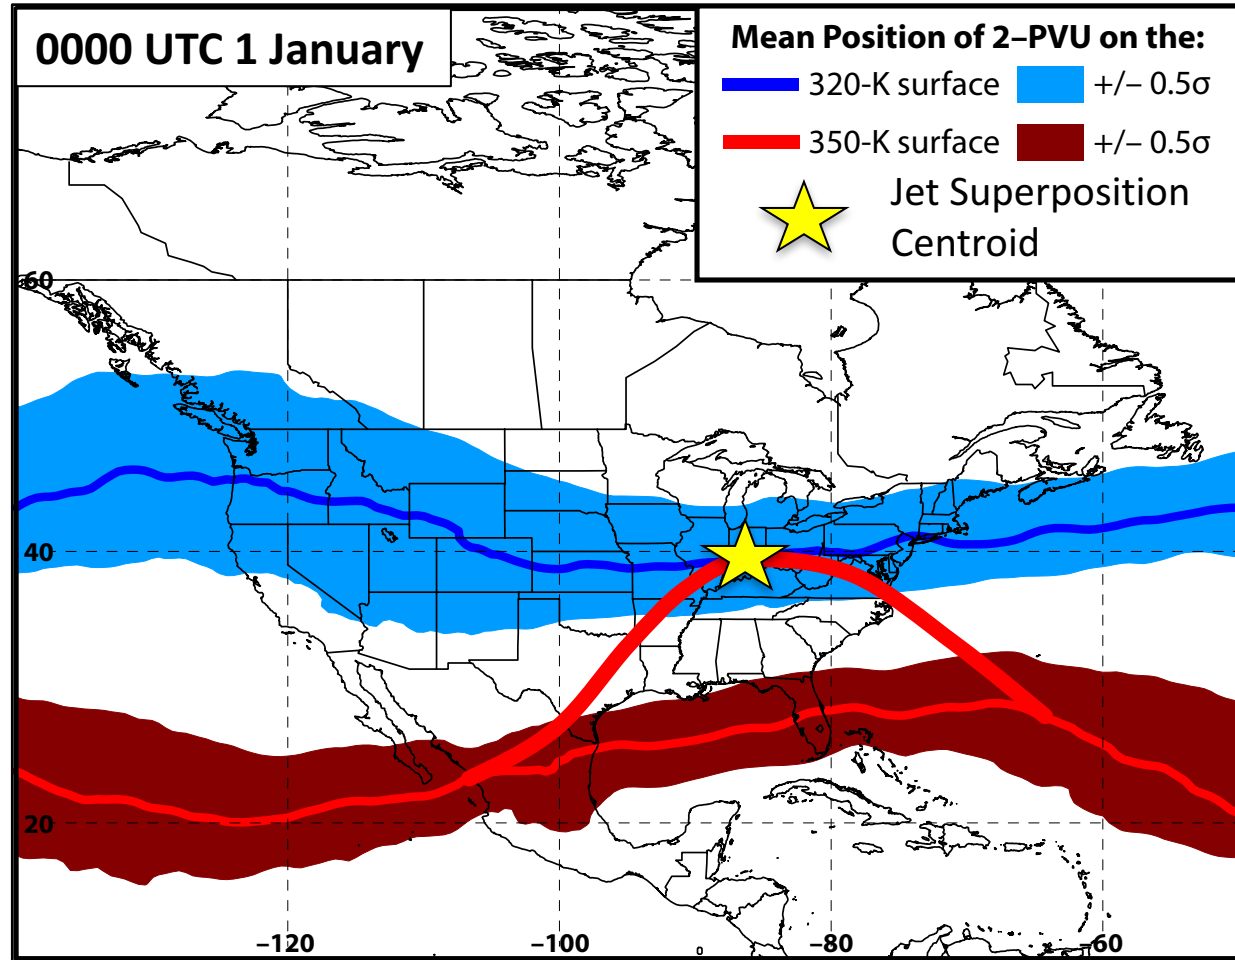 0000 UTC 1 January
Mean Position of 2–PVU on the:
320-K surface +/– 0.5σ
350-K surface +/– 0.5σ
Jet Superposition
Centroid
60
40
20
–120 –100 –80 –60